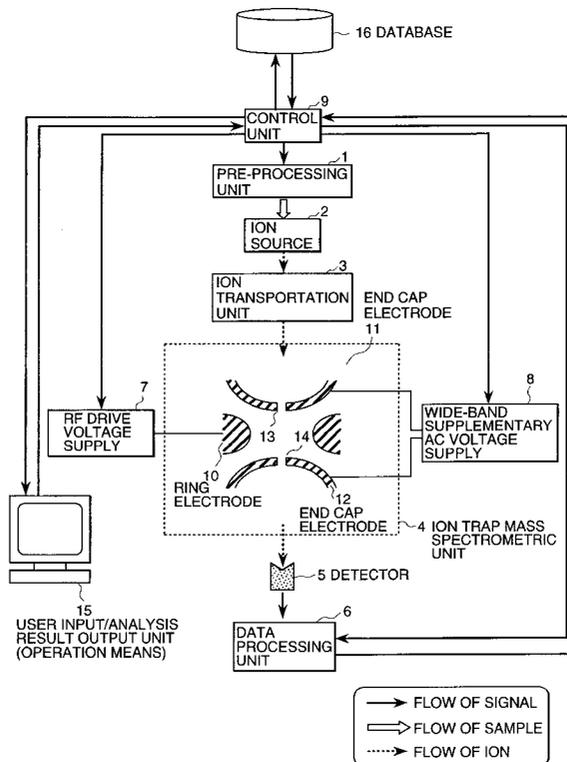 16 DATABASE
9
CONTROL
UNIT
1
PRE-PROCESSING
UNIT
2
ION
SOURCE
3
ION
TRANSPORTATION
UNIT
END CAP
ELECTRODE
11
7
RF DRIVE
VOLTAGE
SUPPLY
8
WIDE-BAND
SUPPLEMENTARY
AC VOLTAGE
SUPPLY
13
14
10
RING
ELECTRODE
12
END CAP
ELECTRODE
4 ION TRAP MASS
SPECTROMETRIC
UNIT
5 DETECTOR
15
USER INPUT/ANALYSIS
RESULT OUTPUT UNIT
(OPERATION MEANS)
6
DATA
PROCESSING
UNIT
FLOW OF SIGNAL
FLOW OF SAMPLE
FLOW OF ION